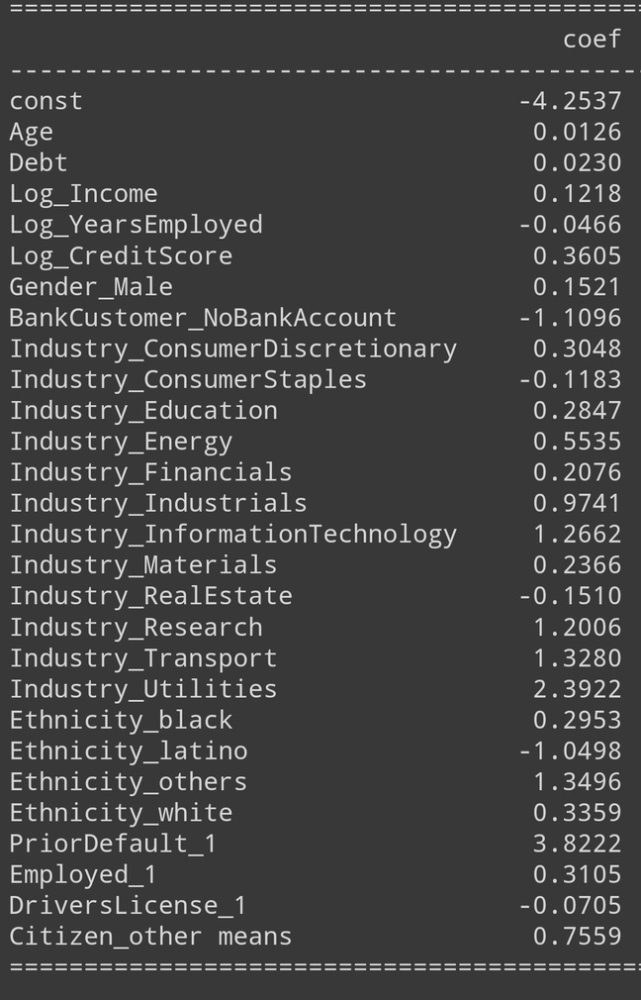 ==========================================
coef
------------------------------------------
const -4.2537
Age 0.0126
Debt 0.0230
Log_Income 0.1218
Log_YearsEmployed -0.0466
Log_CreditScore 0.3605
Gender_Male 0.1521
BankCustomer_NoBankAccount -1.1096
Industry_ConsumerDiscretionary 0.3048
Industry_ConsumerStaples -0.1183
Industry_Education 0.2847
Industry_Energy 0.5535
Industry_Financials 0.2076
Industry_Industrials 0.9741
Industry_InformationTechnology 1.2662
Industry_Materials 0.2366
Industry_RealEstate -0.1510
Industry_Research 1.2006
Industry_Transport 1.3280
Industry_Utilities 2.3922
Ethnicity_black 0.2953
Ethnicity_latino -1.0498
Ethnicity_others 1.3496
Ethnicity_white 0.3359
PriorDefault_1 3.8222
Employed_1 0.3105
DriversLicense_1 -0.0705
Citizen_other means 0.7559
==========================================